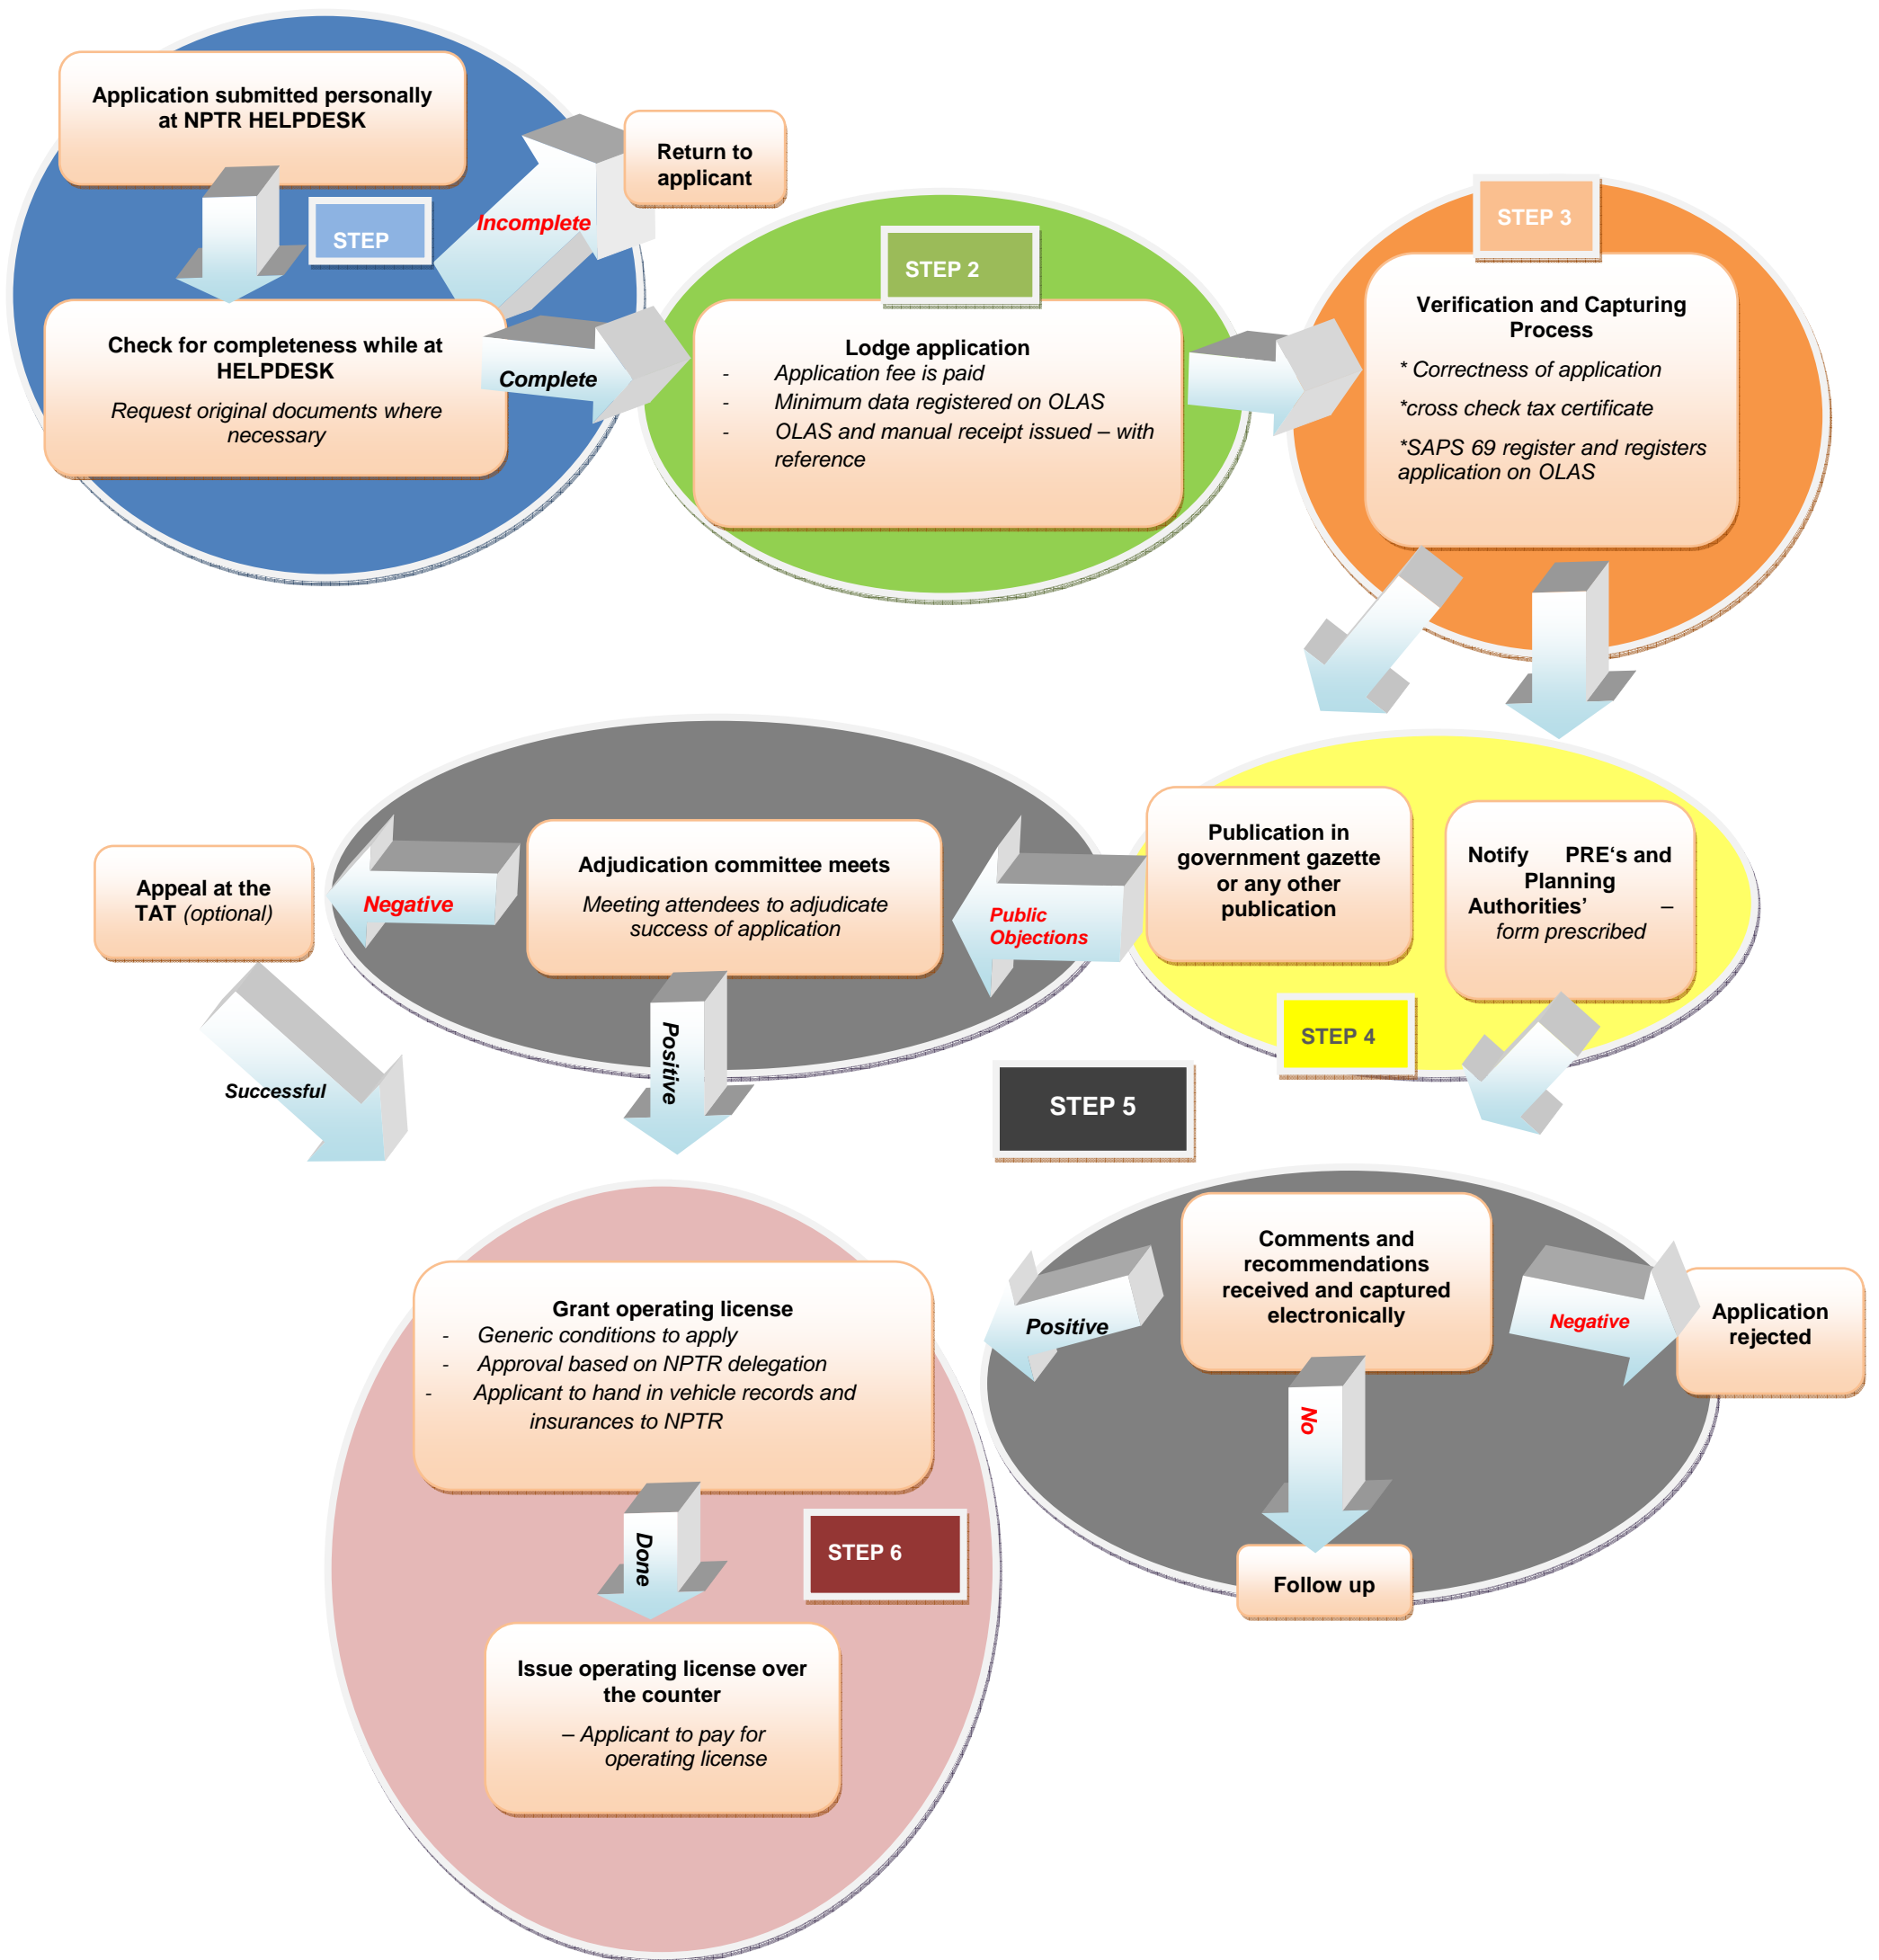 Application submitted personally
at NPTR HELPDESK
STEP
Incomplete
Return to
applicant
Check for completeness while at
HELPDESK
Request original documents where
necessary
Complete
STEP 2
Lodge application
- Application fee is paid
- Minimum data registered on OLAS
- OLAS and manual receipt issued – with
reference
STEP 3
Verification and Capturing
Process
* Correctness of application
*cross check tax certificate
*SAPS 69 register and registers
application on OLAS
Publication in
government gazette
or any other
publication
Notify PRE‘s and
Planning
Authorities’ –
form prescribed
STEP 4
Public
Objections
Adjudication committee meets
Meeting attendees to adjudicate
success of application
Negative
Appeal at the
TAT (optional)
Successful
Positive
STEP 5
Comments and
recommendations
received and captured
electronically
Positive
Negative
Application
rejected
No
Follow up
Grant operating license
- Generic conditions to apply
- Approval based on NPTR delegation
- Applicant to hand in vehicle records and
insurances to NPTR
Done
STEP 6
Issue operating license over
the counter
– Applicant to pay for
operating license